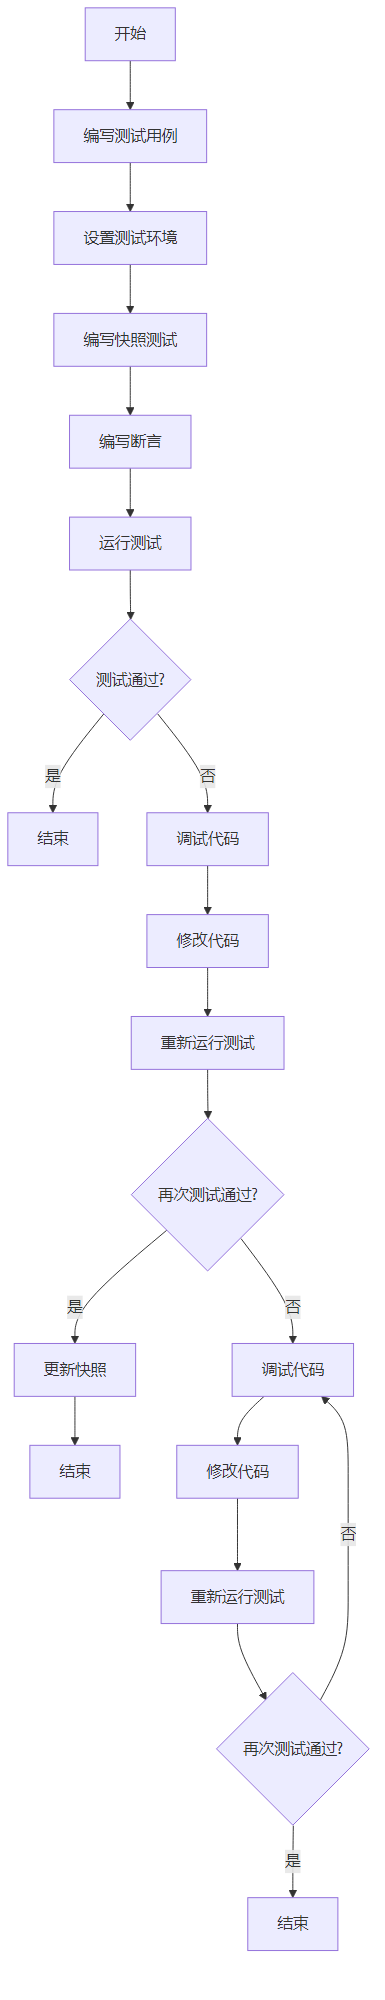 开始
编写测试用例
设置测试环境
编写快照测试
编写断言
运行测试
测试通过?
是
否
结束
调试代码
修改代码
重新运行测试
再次测试通过?
是
否
更新快照
调试代码
结束
修改代码
否
重新运行测试
再次测试通过?
是
结束